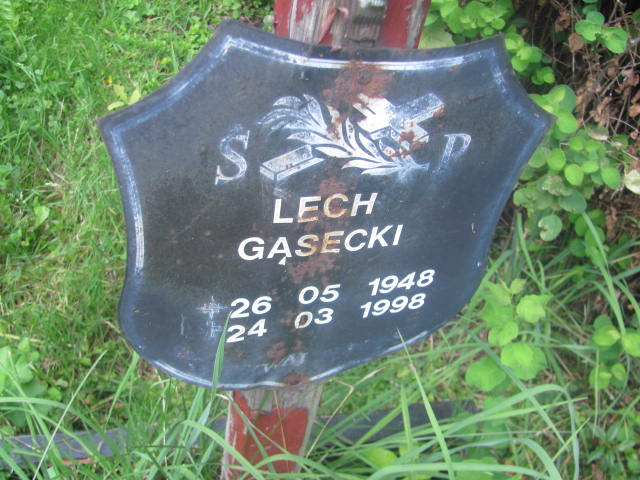 Ś P
LECH
GĄSECKI
26 05 1948
24 03 1998